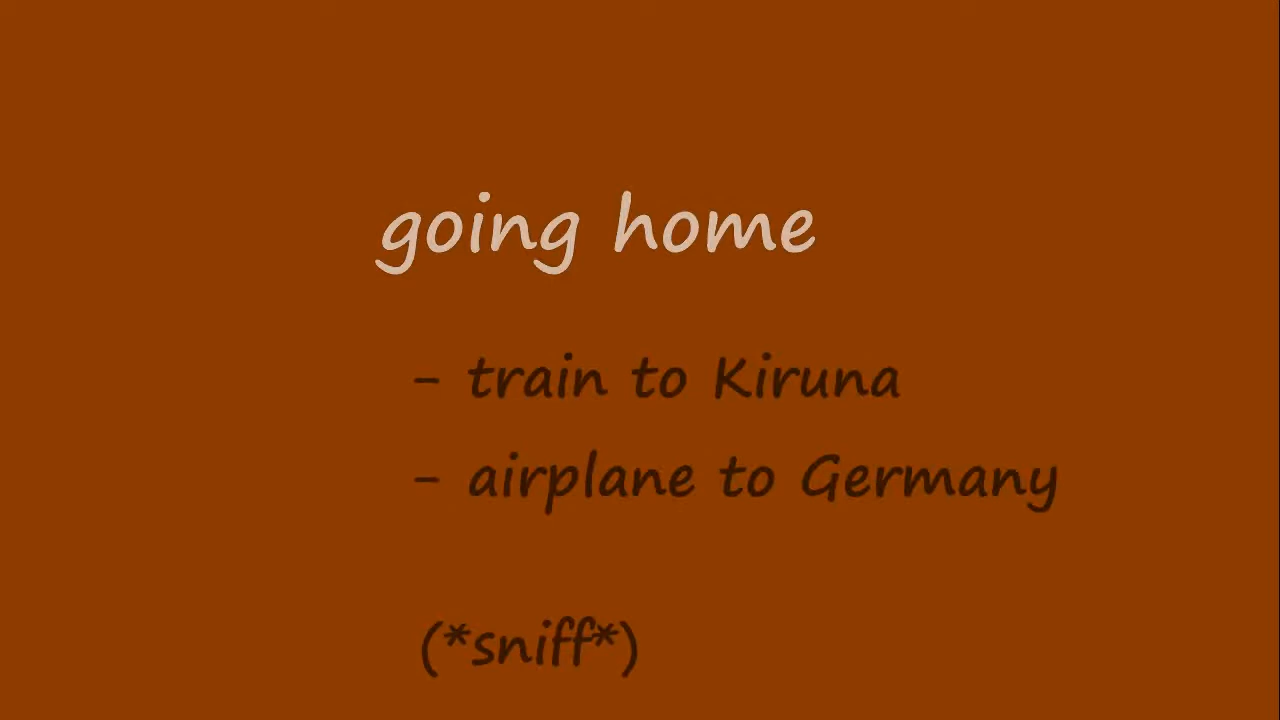 going home
- train to Kiruna
- airplane to Germany
(*sniff*)